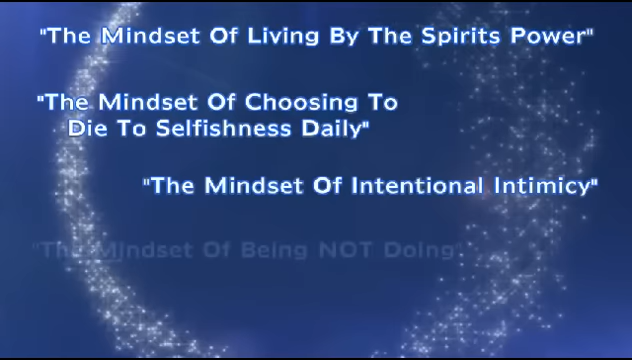 "The Mindset Of Living By The Spirits Power"
"The Mindset Of Choosing To
Die To Selfishness Daily"
"The Mindset Of Intentional Intimicy"
"The Mindset Of Being NOT Doing"